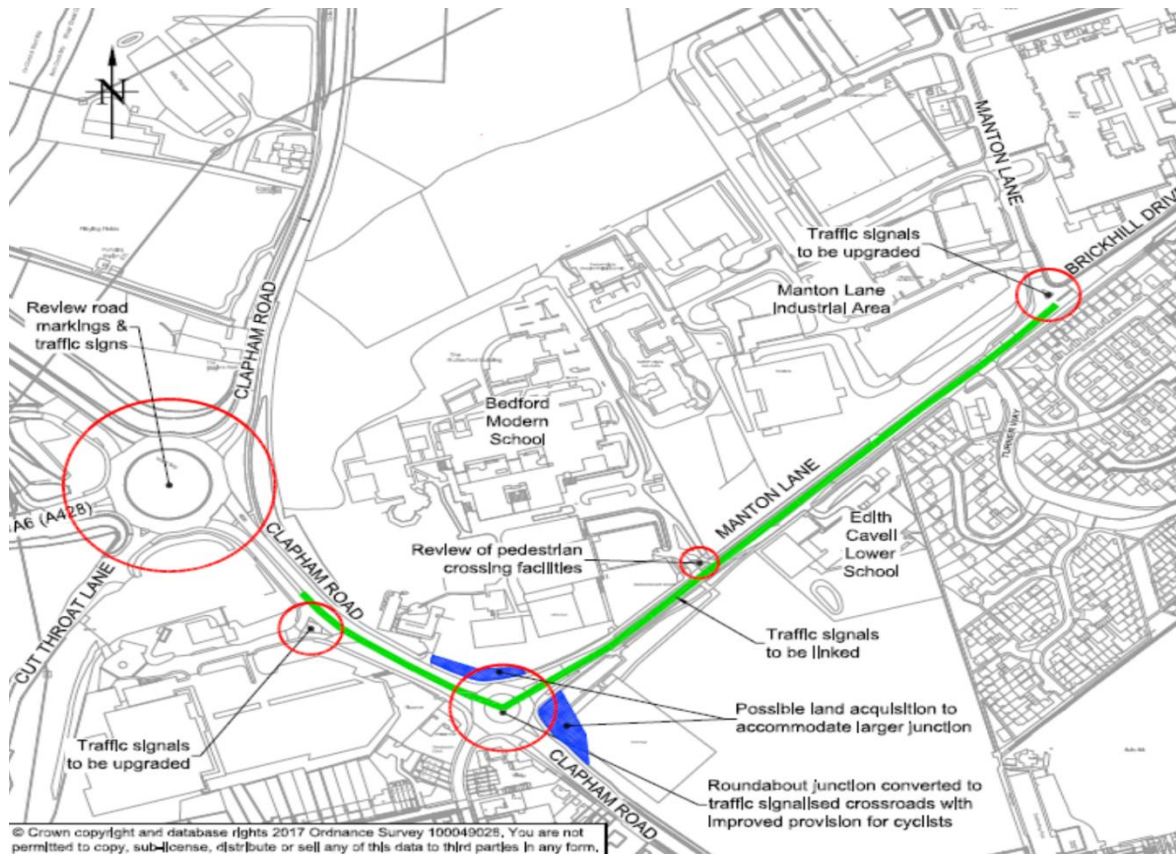 N
MANTON LANE
BRICKHILL DRIV
Traffic signals
to be upgraded
Manton Lane
Industrial Area
Review road
markings &
traffic signs
CLAPHAM ROAD
Bedford
Modern
School
TURNER WAY
MANTON LANE
A6 (A428)
Edith
Cavell
Lower
School
Review of pedestrian
crossing facilities
CLAPHAM ROAD
CUT THROAT LANE
Traffic signals
to be linked
Possible land acquisition to
accommodate larger junction
Traffic signals
to be upgraded
CLAPHAM ROAD
Roundabout junction converted to
traffic signalised crossroads with
improved provision for cyclists
© Crown copyright and database rights 2017 Ordnance Survey 100049028, You are not
permitted to copy, sub-license, distribute or sell any of this data to third parties in any form,